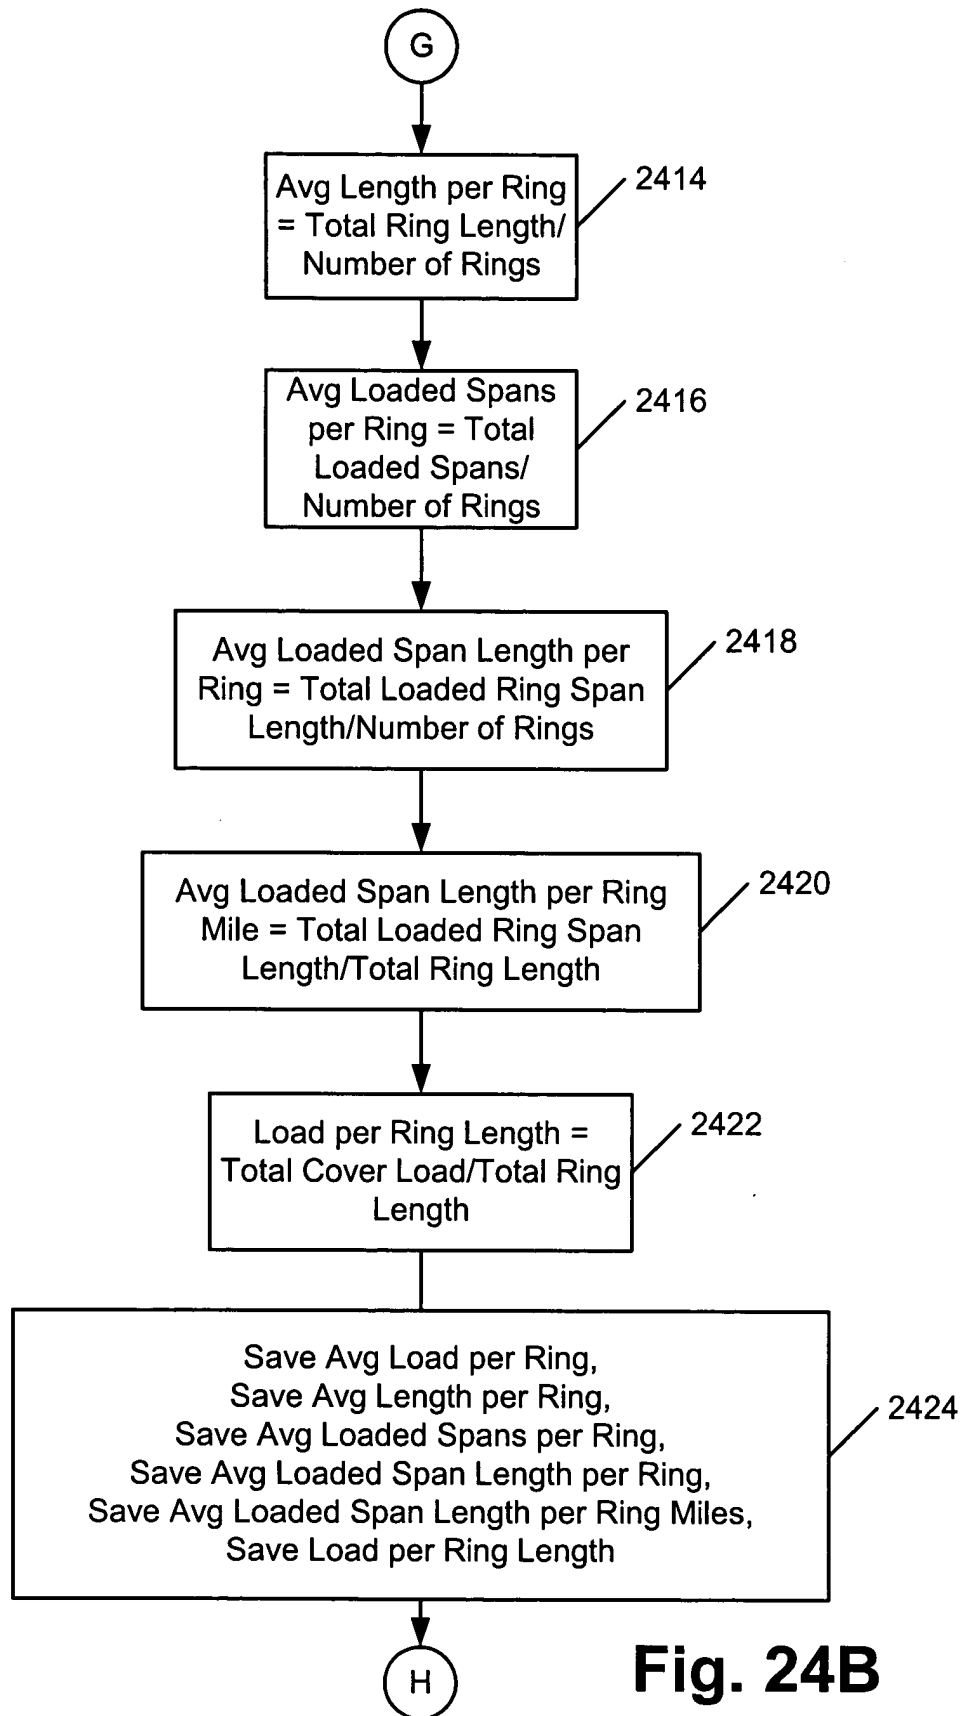 G
Avg Length per Ring
= Total Ring Length/
Number of Rings
2414
Avg Loaded Spans
per Ring = Total
Loaded Spans/
Number of Rings
2416
Avg Loaded Span Length per
Ring = Total Loaded Ring Span
Length/Number of Rings
2418
Avg Loaded Span Length per Ring
Mile = Total Loaded Ring Span
Length/Total Ring Length
2420
Load per Ring Length =
Total Cover Load/Total Ring
Length
2422
Save Avg Load per Ring,
Save Avg Length per Ring,
Save Avg Loaded Spans per Ring,
Save Avg Loaded Span Length per Ring,
Save Avg Loaded Span Length per Ring Miles,
Save Load per Ring Length
2424
H
Fig. 24B